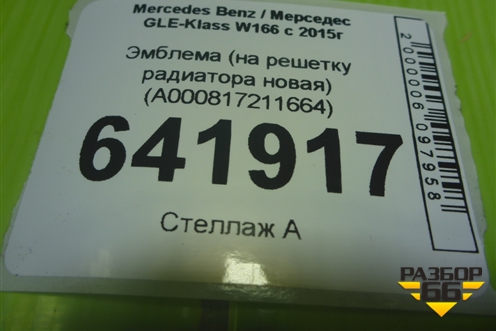 Mercedes Benz / Мерседес
GLE-Klass W166 с 2015г
Эмблема (на решетку
радиатора новая)
(A000817211664)
641917
Стеллаж А
2000006097958
РАЗБОР
66